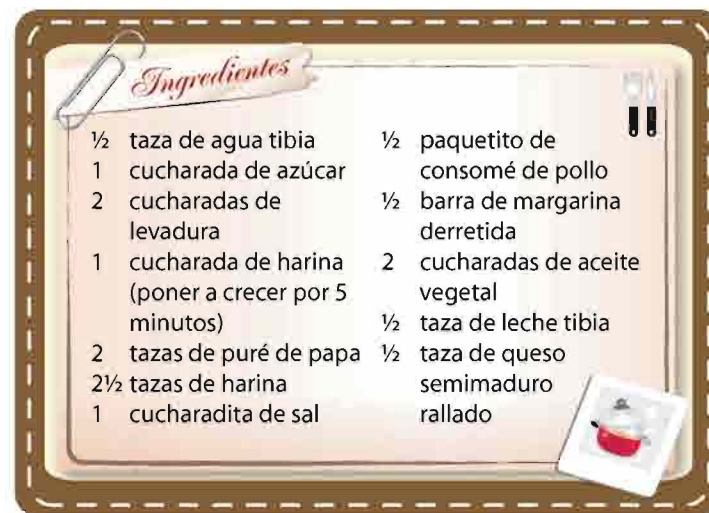 Ingredientes
½ taza de agua tibia
1 cucharada de azúcar
2 cucharadas de
levadura
1 cucharada de harina
(poner a crecer por 5
minutos)
2 tazas de puré de papa
2½ tazas de harina
1 cucharadita de sal
½ paquetito de
consomé de pollo
½ barra de margarina
derretida
2 cucharadas de aceite
vegetal
½ taza de leche tibia
½ taza de queso
semimaduro
rallado